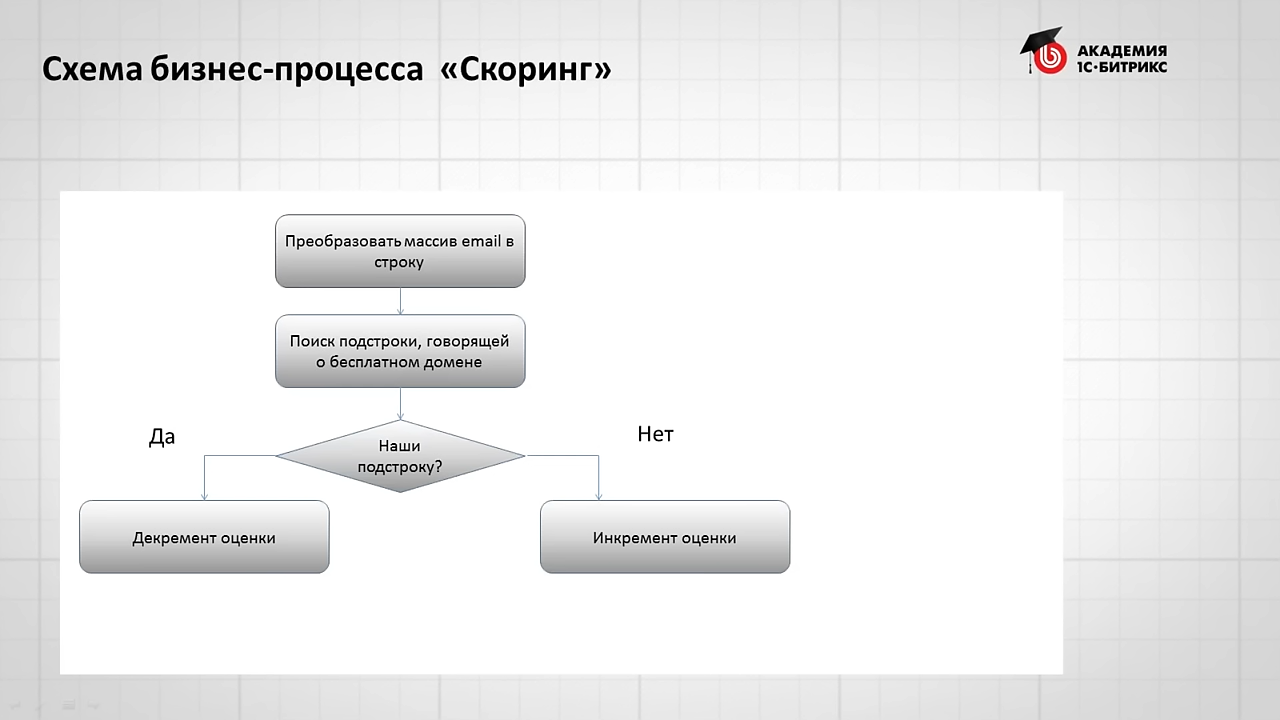 Схема бизнес-процесса «Скоринг»
АКАДЕМИЯ
1С·БИТРИКС
Преобразовать массив email в
строку
Поиск подстроки, говорящей
о бесплатном домене
Да
Нет
Наши
подстроку?
Декремент оценки
Инкремент оценки